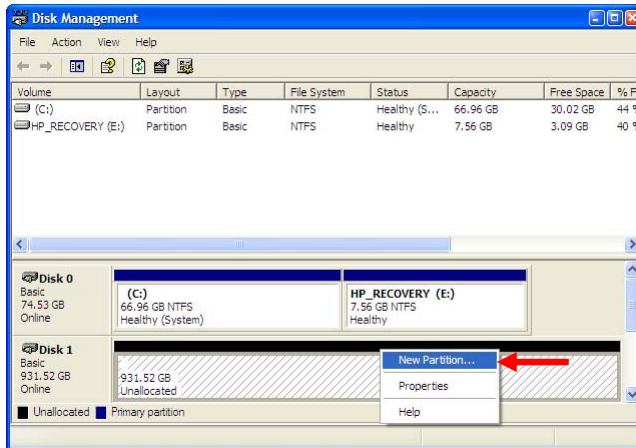 Disk Management
File Action View Help
Volume Layout Type File System Status Capacity Free Space % F
(C:) Partition Basic NTFS Healthy (S... 66.96 GB 30.02 GB 44 %
HP_RECOVERY (E:) Partition Basic NTFS Healthy 7.56 GB 3.09 GB 40 %
Disk 0
Basic
74.53 GB
Online
(C:)
66.96 GB NTFS
Healthy (System)
HP_RECOVERY (E:)
7.56 GB NTFS
Healthy
Disk 1
Basic
931.52 GB
Online
931.52 GB
Unallocated
New Partition...
Properties
Help
Unallocated Primary partition